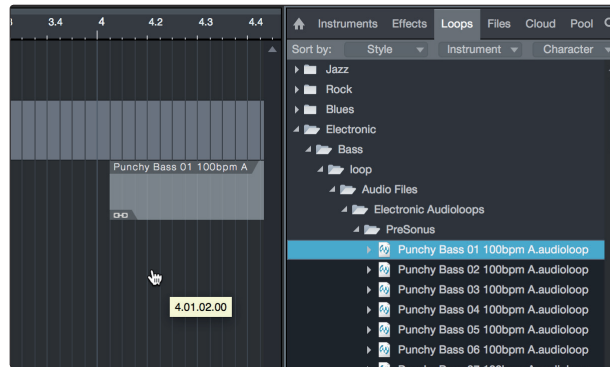 3.4 4 4.2 4.3 4.4
Instruments Effects Loops Files Cloud Pool
Sort by: Style Instrument Character
Jazz
Rock
Blues
Electronic
Bass
loop
Audio Files
Electronic Audioloops
PreSonus
Punchy Bass 01 100bpm A.audioloop
Punchy Bass 02 100bpm A.audioloop
Punchy Bass 03 100bpm A.audioloop
Punchy Bass 04 100bpm A.audioloop
Punchy Bass 05 100bpm A.audioloop
Punchy Bass 06 100bpm A.audioloop
Punchy Bass 01 100bpm A
4.01.02.00